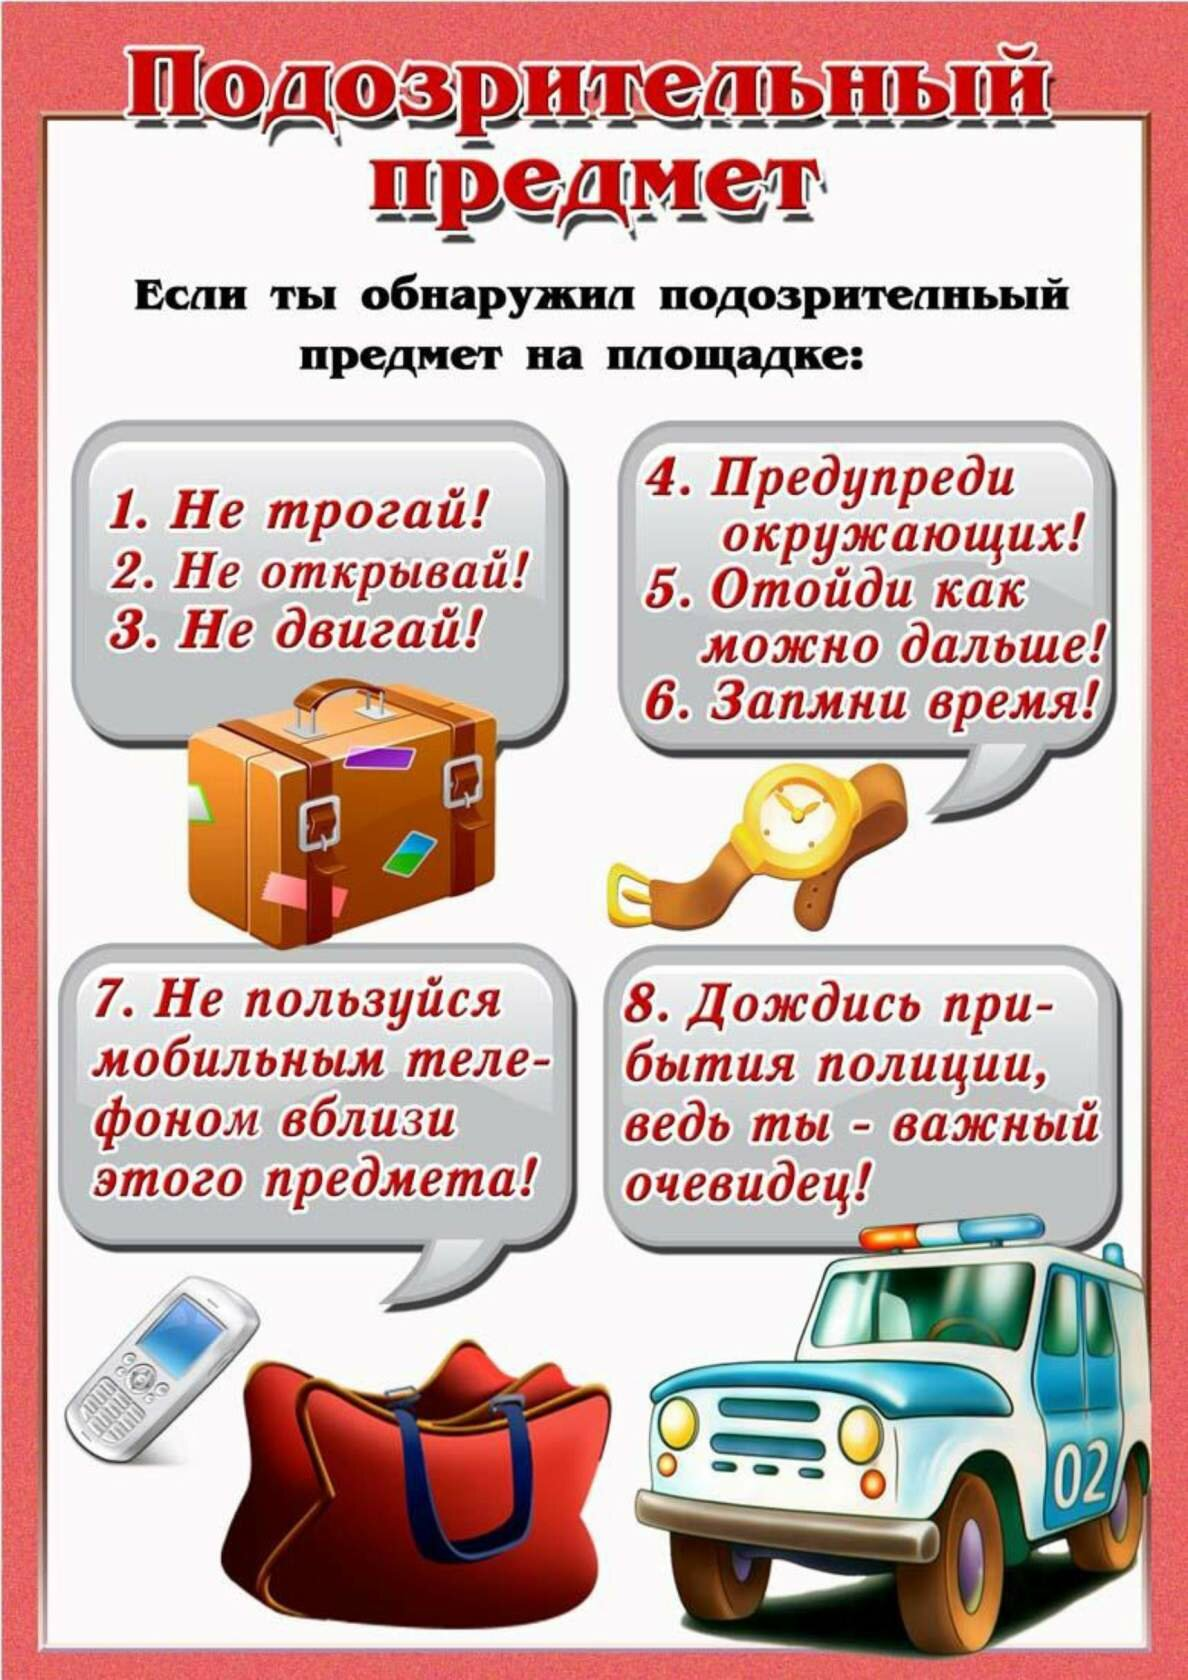 Подозрительный
предмет
Если ты обнаружил подозрителньый
предмет на площадке:
1. Не трогай!
2. Не открывай!
3. Не двигай!
4. Предупреди
окружающих!
5. Отойди как
можно дальше!
6. Запмни время!
7. Не пользуйся
мобильным теле-
фоном вблизи
этого предмета!
8. Дождись при-
бытия полиции,
ведь ты - важный
очевидец!
02